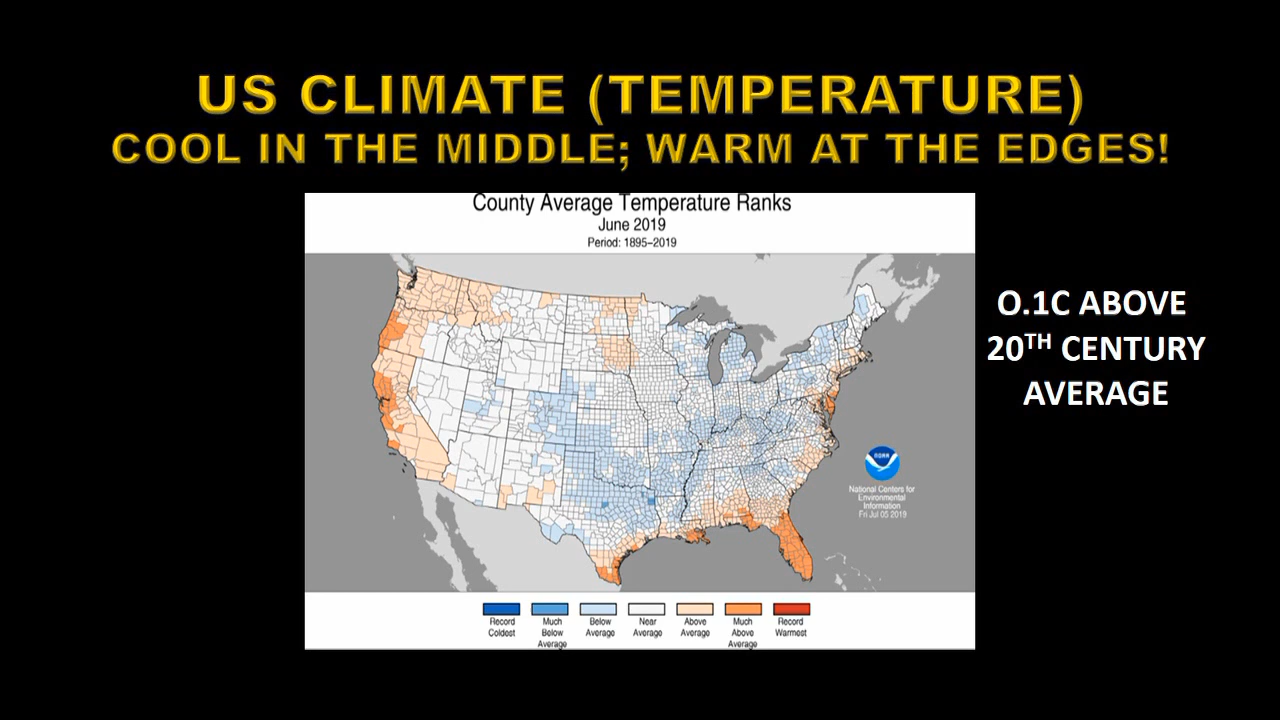 US CLIMATE (TEMPERATURE)
COOL IN THE MIDDLE; WARM AT THE EDGES!
County Average Temperature Ranks
June 2019
Period: 1895–2019
O.1C ABOVE
20TH CENTURY
AVERAGE
NOAA
National Centers for
Environmental
Information
Fri Jul 05 2019
Record
Coldest
Much
Below
Average
Below
Average
Near
Average
Above
Average
Much
Above
Average
Record
Warmest